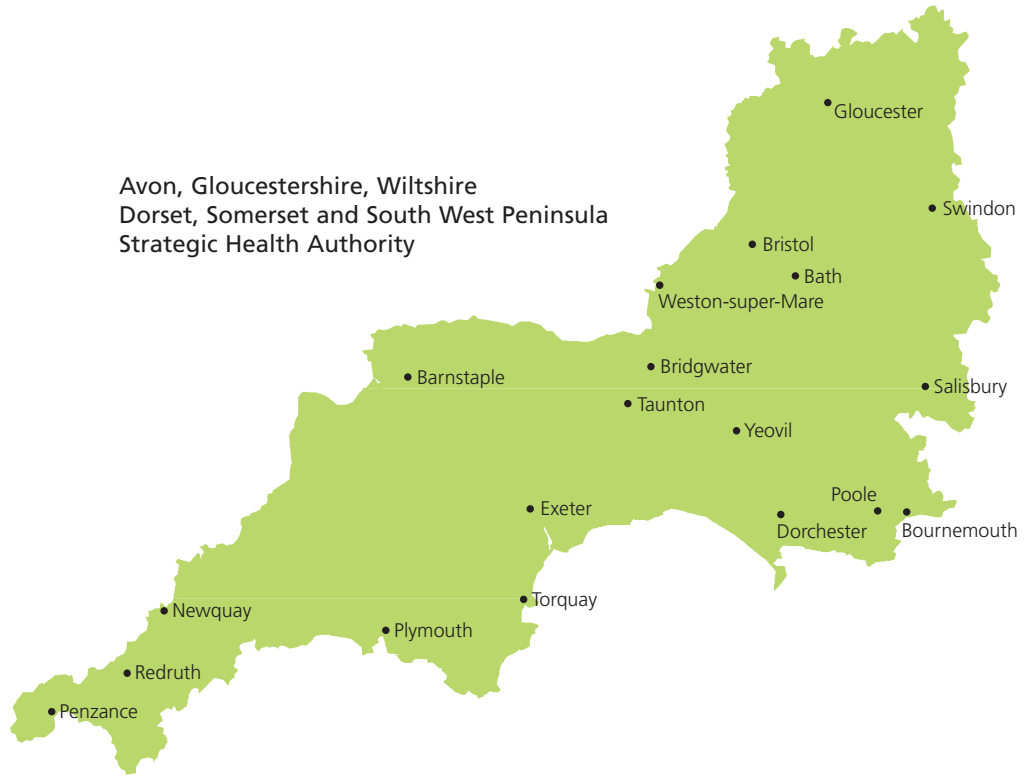 Gloucester
Avon, Gloucestershire, Wiltshire
Dorset, Somerset and South West Peninsula
Strategic Health Authority
Swindon
Bristol
Bath
Weston-super-Mare
Bridgwater
Barnstaple
Salisbury
Taunton
Yeovil
Poole
Exeter
Dorchester
Bournemouth
Torquay
Newquay
Plymouth
Redruth
Penzance